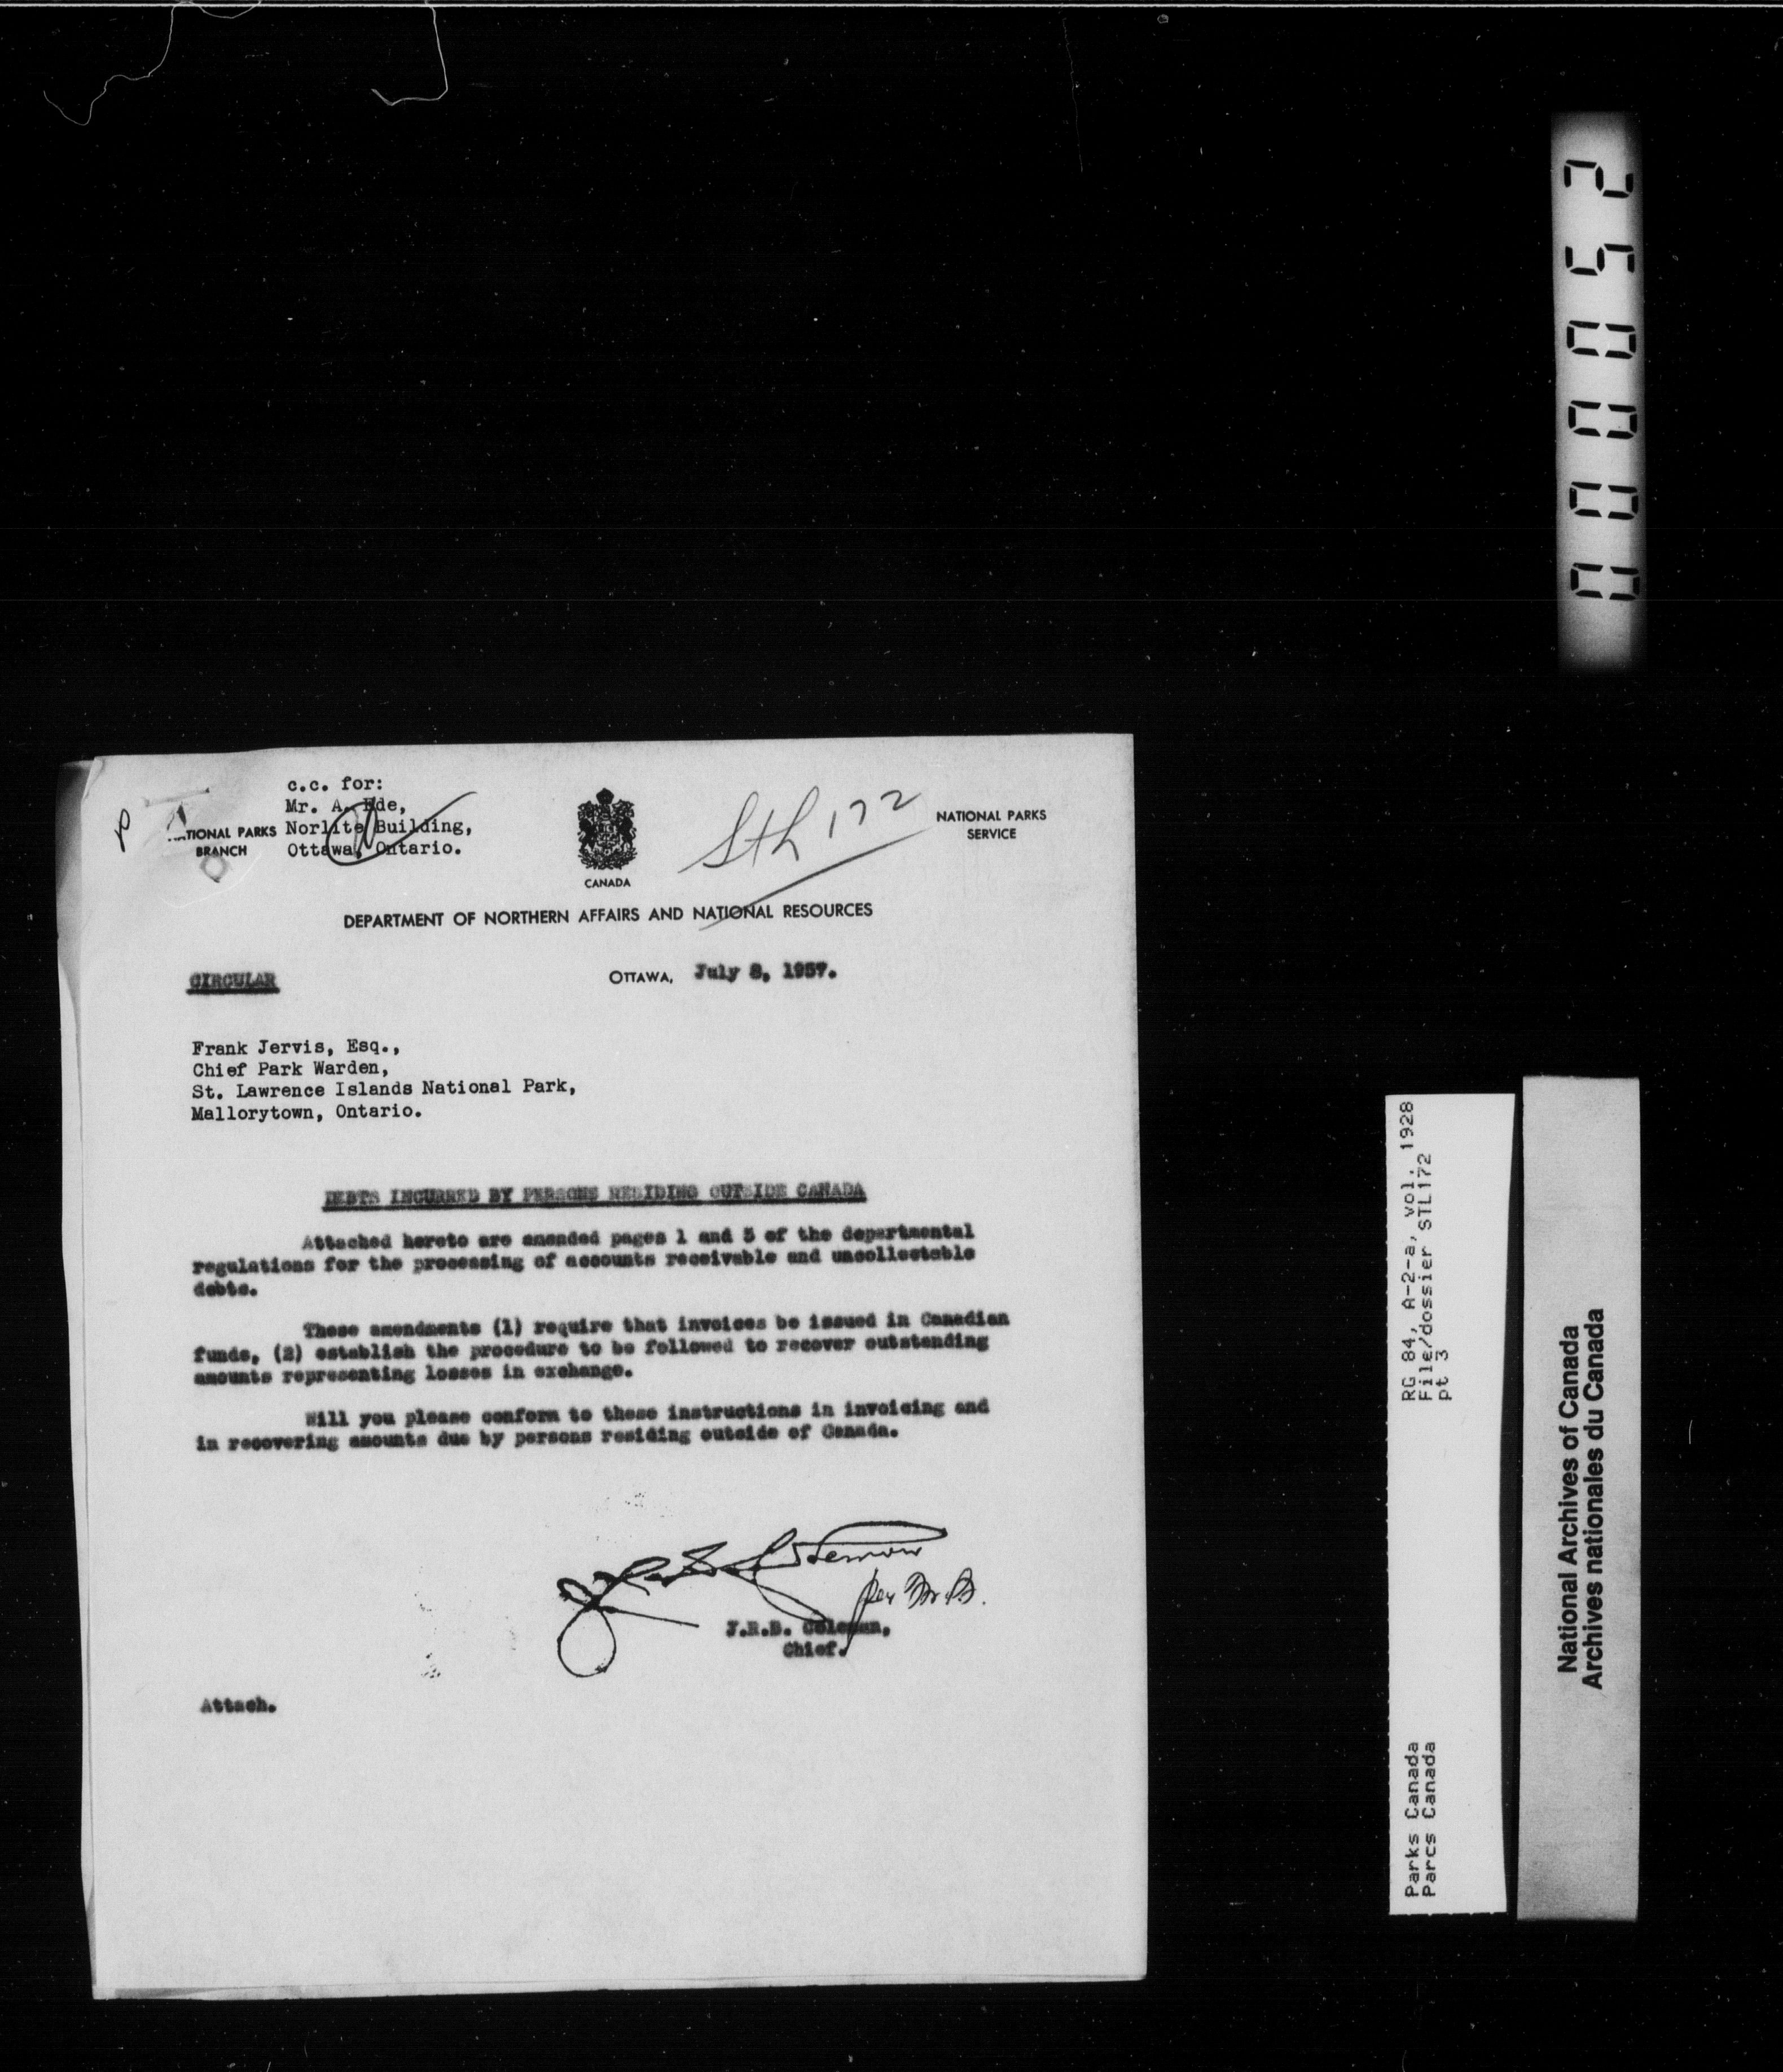 c.c. for:
Mr. A. Ede,
Norlite Building,
Ottawa, Ontario.
NATIONAL PARKS
BRANCH
CANADA
StL 172
NATIONAL PARKS
SERVICE
DEPARTMENT OF NORTHERN AFFAIRS AND NATIONAL RESOURCES
CIRCULAR
OTTAWA, July 8, 1957.
Frank Jervis, Esq.,
Chief Park Warden,
St. Lawrence Islands National Park,
Mallorytown, Ontario.
DEBTS INCURRED BY PERSONS RESIDING OUTSIDE CANADA
Attached hereto are amended pages 1 and 5 of the departmental
regulations for the processing of accounts receivable and uncollectable
debts.
These amendments (1) require that invoices be issued in Canadian
funds, (2) establish the procedure to be followed to recover outstanding
amounts representing losses in exchange.
Will you please conform to these instructions in invoicing and
in recovering amounts due by persons residing outside of Canada.
per
J.R.B. Coleman,
Chief.
Attach.
000052
RG 84, A-2-a, vol. 1928
File/dossier STL172
pt 3
Parks Canada
Parcs Canada
National Archives of Canada
Archives nationales du Canada